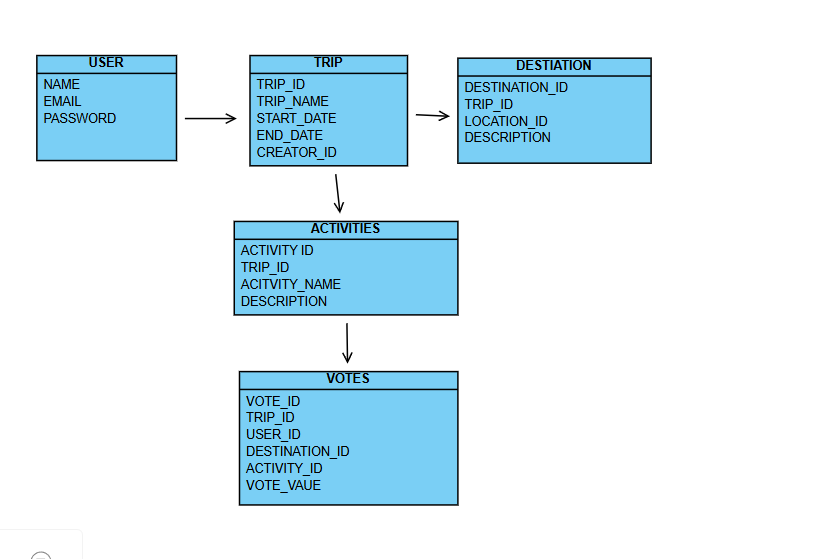 USER
NAME
EMAIL
PASSWORD
TRIP
TRIP_ID
TRIP_NAME
START_DATE
END_DATE
CREATOR_ID
DESTIATION
DESTINATION_ID
TRIP_ID
LOCATION_ID
DESCRIPTION
ACTIVITIES
ACTIVITY ID
TRIP_ID
ACITVITY_NAME
DESCRIPTION
VOTES
VOTE_ID
TRIP_ID
USER_ID
DESTINATION_ID
ACTIVITY_ID
VOTE_VAUE